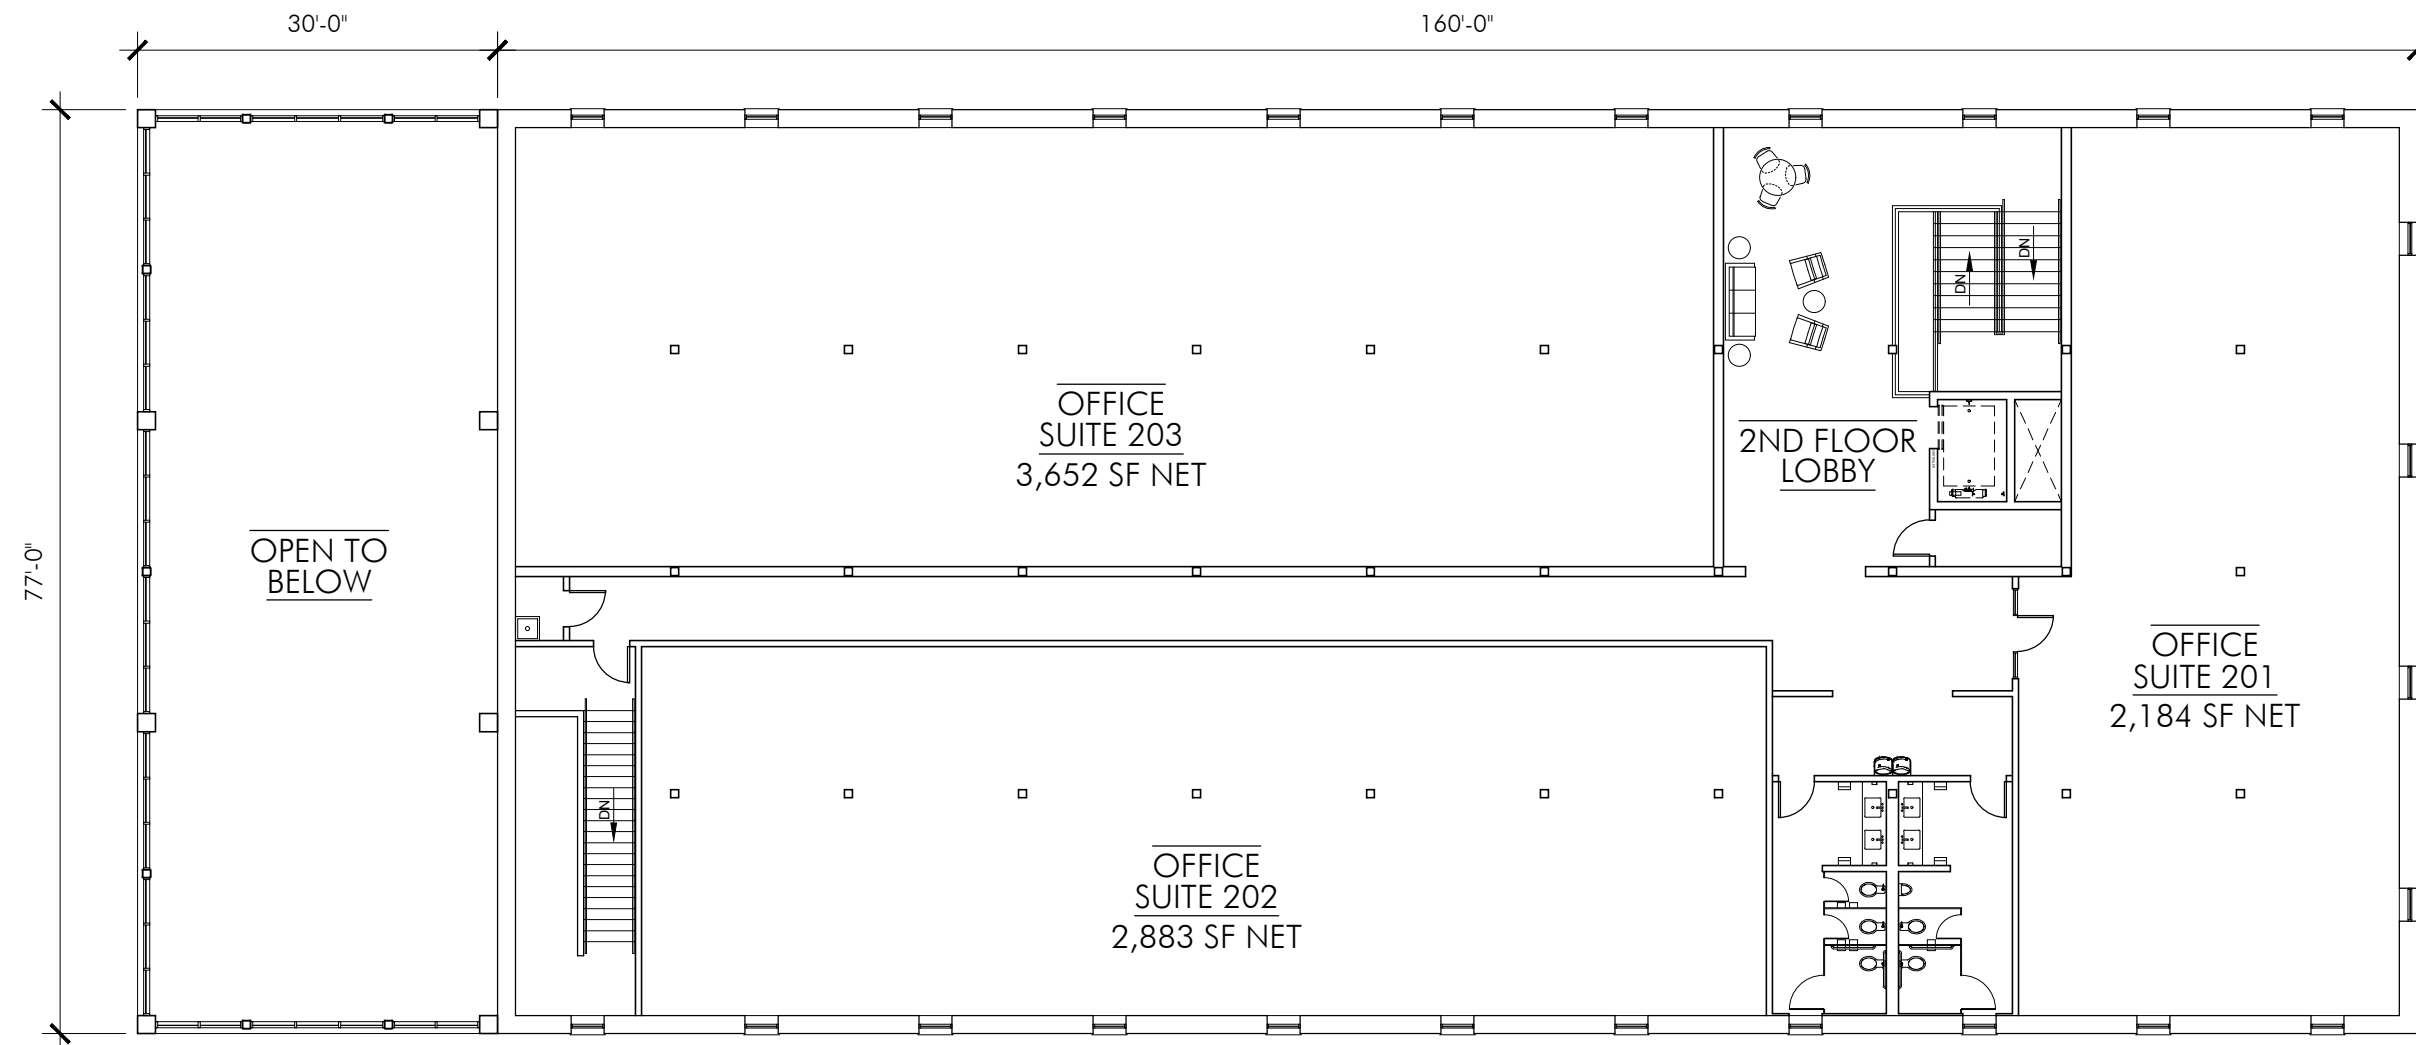 30'-0"
160'-0"
77'-0"
DN
DN
OFFICE
SUITE 203
3,652 SF NET
2ND FLOOR
LOBBY
OPEN TO
BELOW
OFFICE
SUITE 201
2,184 SF NET
DN
OFFICE
SUITE 202
2,883 SF NET